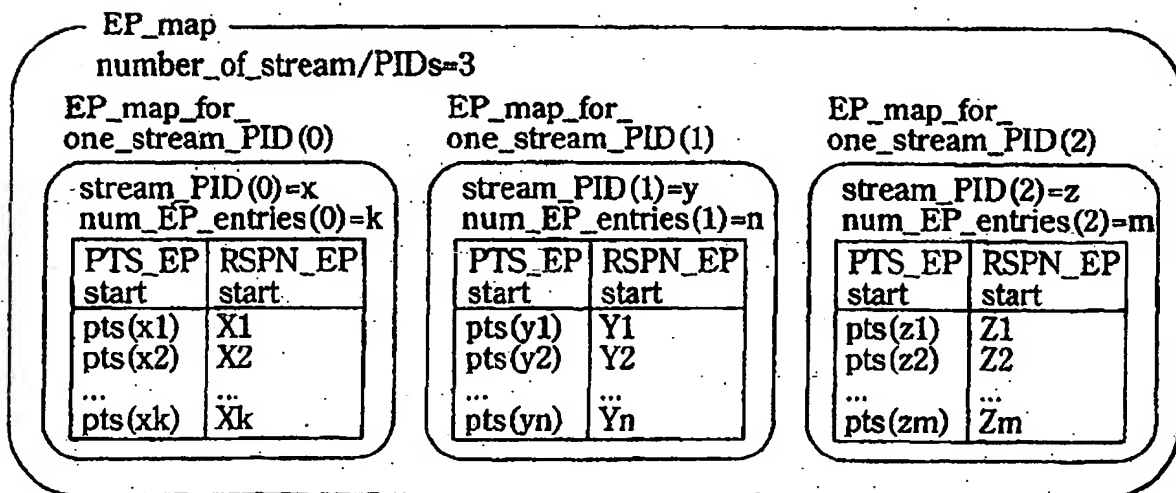 EP_map
number_of_stream/PIDs=3
EP_map_for_
one_stream_PID(0)
stream_PID(0)=x
num_EP_entries(0)=k
PTS_EP RSPN_EP
start start
pts(x1) X1
pts(x2) X2
... ...
pts(xk) Xk
EP_map_for_
one_stream_PID(1)
stream_PID(1)=y
num_EP_entries(1)=n
PTS_EP RSPN_EP
start start
pts(y1) Y1
pts(y2) Y2
... ...
pts(yn) Yn
EP_map_for_
one_stream_PID(2)
stream_PID(2)=z
num_EP_entries(2)=m
PTS_EP RSPN_EP
start start
pts(z1) Z1
pts(z2) Z2
... ...
pts(zm) Zm